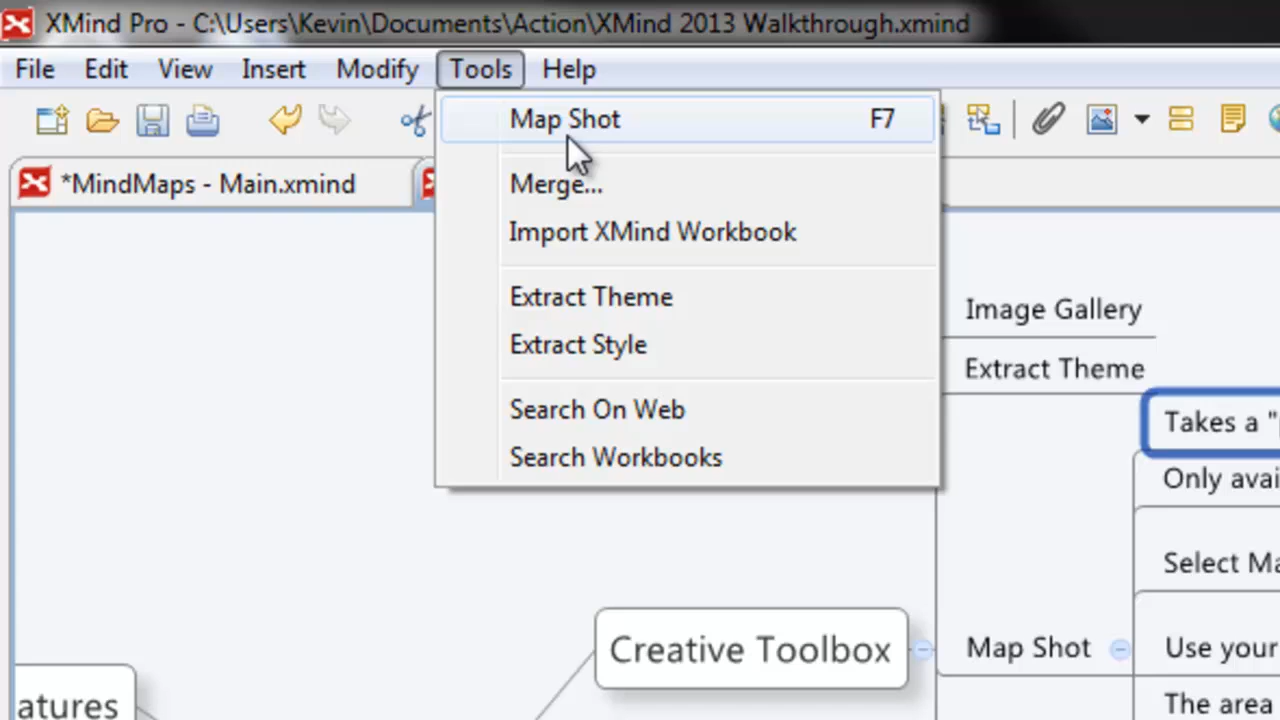 XMind Pro - C:\Users\Kevin\Documents\Action\XMind 2013 Walkthrough.xmind
File Edit View Insert Modify Tools Help
Map Shot F7
*MindMaps - Main.xmind
Merge...
Import XMind Workbook
Extract Theme
Extract Style
Search On Web
Search Workbooks
Image Gallery
Extract Theme
Takes a "
Only avai
Select Ma
Creative Toolbox
Map Shot
Use your
The area
atures